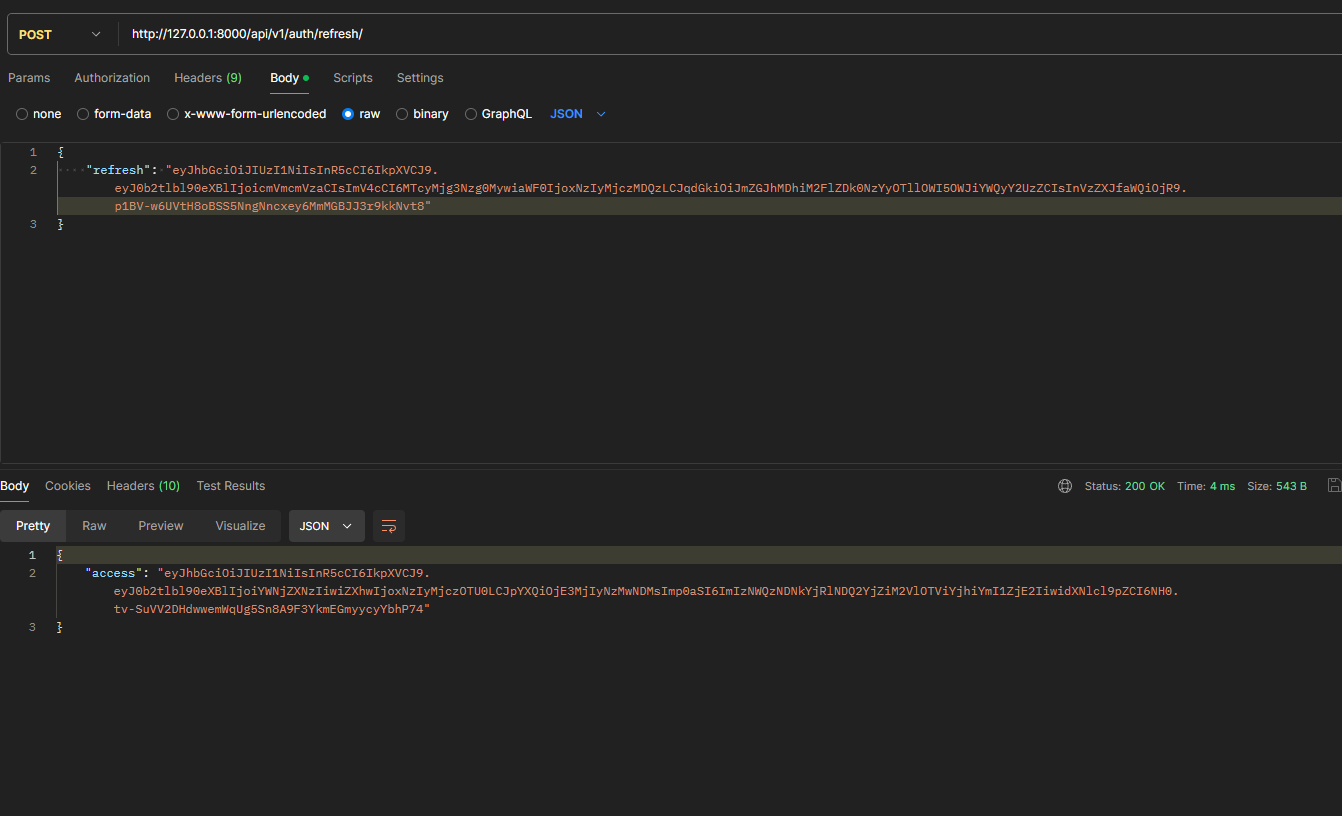 POST http://127.0.0.1:8000/api/v1/auth/refresh/
Params Authorization Headers (9) Body Scripts Settings
none form-data x-www-form-urlencoded raw binary GraphQL JSON
1 {
2 "refresh": "eyJhbGciOiJIUzI1NiIsInR5cCI6IkpXVCJ9.
eyJ0b2tlbl90eXBlIjoicmVmcmVzaCIsImV4cCI6MTcyMjg3Nzg0MywiaWF0IjoxNzIyMjczMDQzLCJqdGkiOiJmZGJhMDhiM2FlZDk0NzYyOTllOWI5OWJiYWQyY2UzZCIsInVzZXJfaWQiOjR9.
p1BV-w6UVtH8oBSS5NngNncxey6MmMGBJJ3r9kkNvt8"
3 }
Body Cookies Headers (10) Test Results Status: 200 OK Time: 4 ms Size: 543 B
Pretty Raw Preview Visualize JSON
1 {
2 "access": "eyJhbGciOiJIUzI1NiIsInR5cCI6IkpXVCJ9.
eyJ0b2tlbl90eXBlIjoiYWNjZXNzIiwiZXhwIjoxNzIyMjczOTU0LCJpYXQiOjE3MjIyNzMwNDMsImp0aSI6ImIzNWQzNDNkYjRlNDQ2YjZiM2VlOTViYjhiYmI1ZjE2IiwidXNlcl9pZCI6NH0.
tv-SuVV2DHdwwemWqUg5Sn8A9F3YkmEGmyycyYbhP74"
3 }